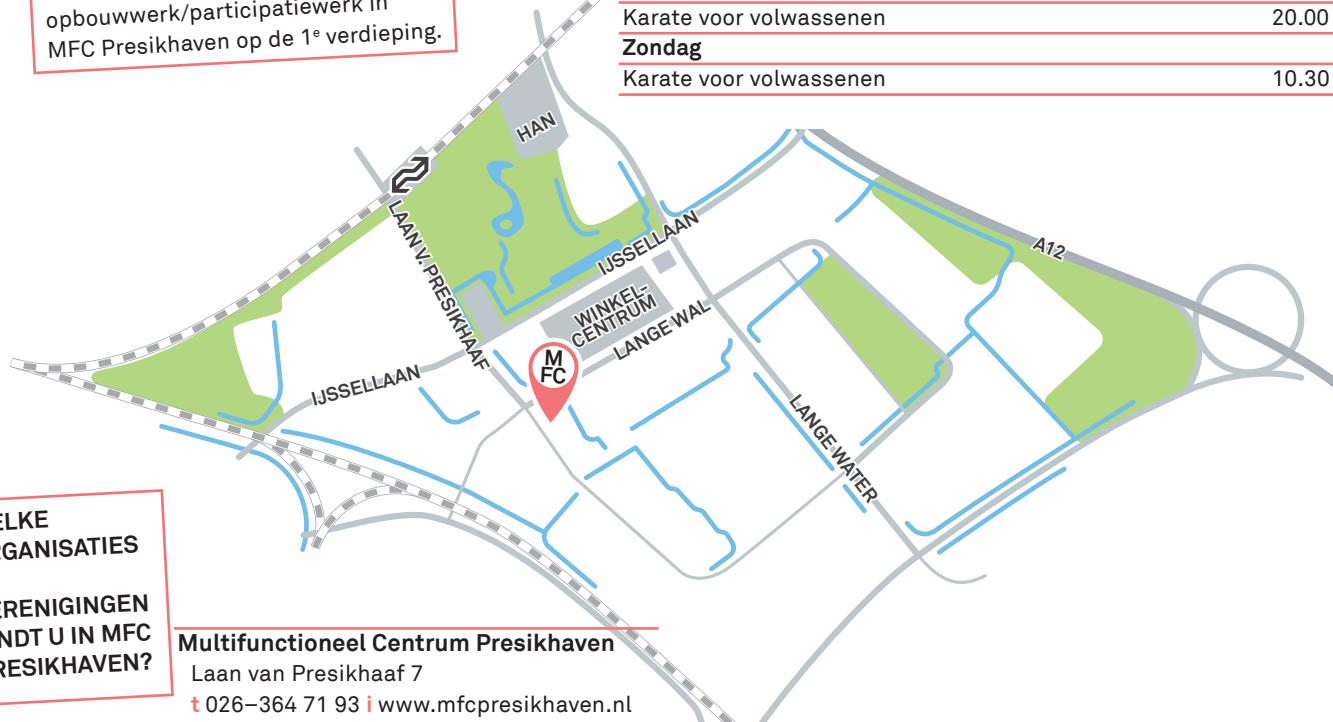 opbouwwerk/participatiewerk in
MFC Presikhaven op de 1e verdieping.
Karate voor volwassenen 20.00
Zondag
Karate voor volwassenen 10.30
HAN
LAAN V. PRESIKHAAF
IJSSELLAAN
A12
WINKEL-
CENTRUM
LANGE WAL
M
FC
IJSSELLAAN
LANGE WATER
ELKE
RGANISATIES
ERENIGINGEN
NDT U IN MFC
RESIKHAVEN?
Multifunctioneel Centrum Presikhaven
Laan van Presikhaaf 7
t 026–364 71 93 i www.mfcpresikhaven.nl